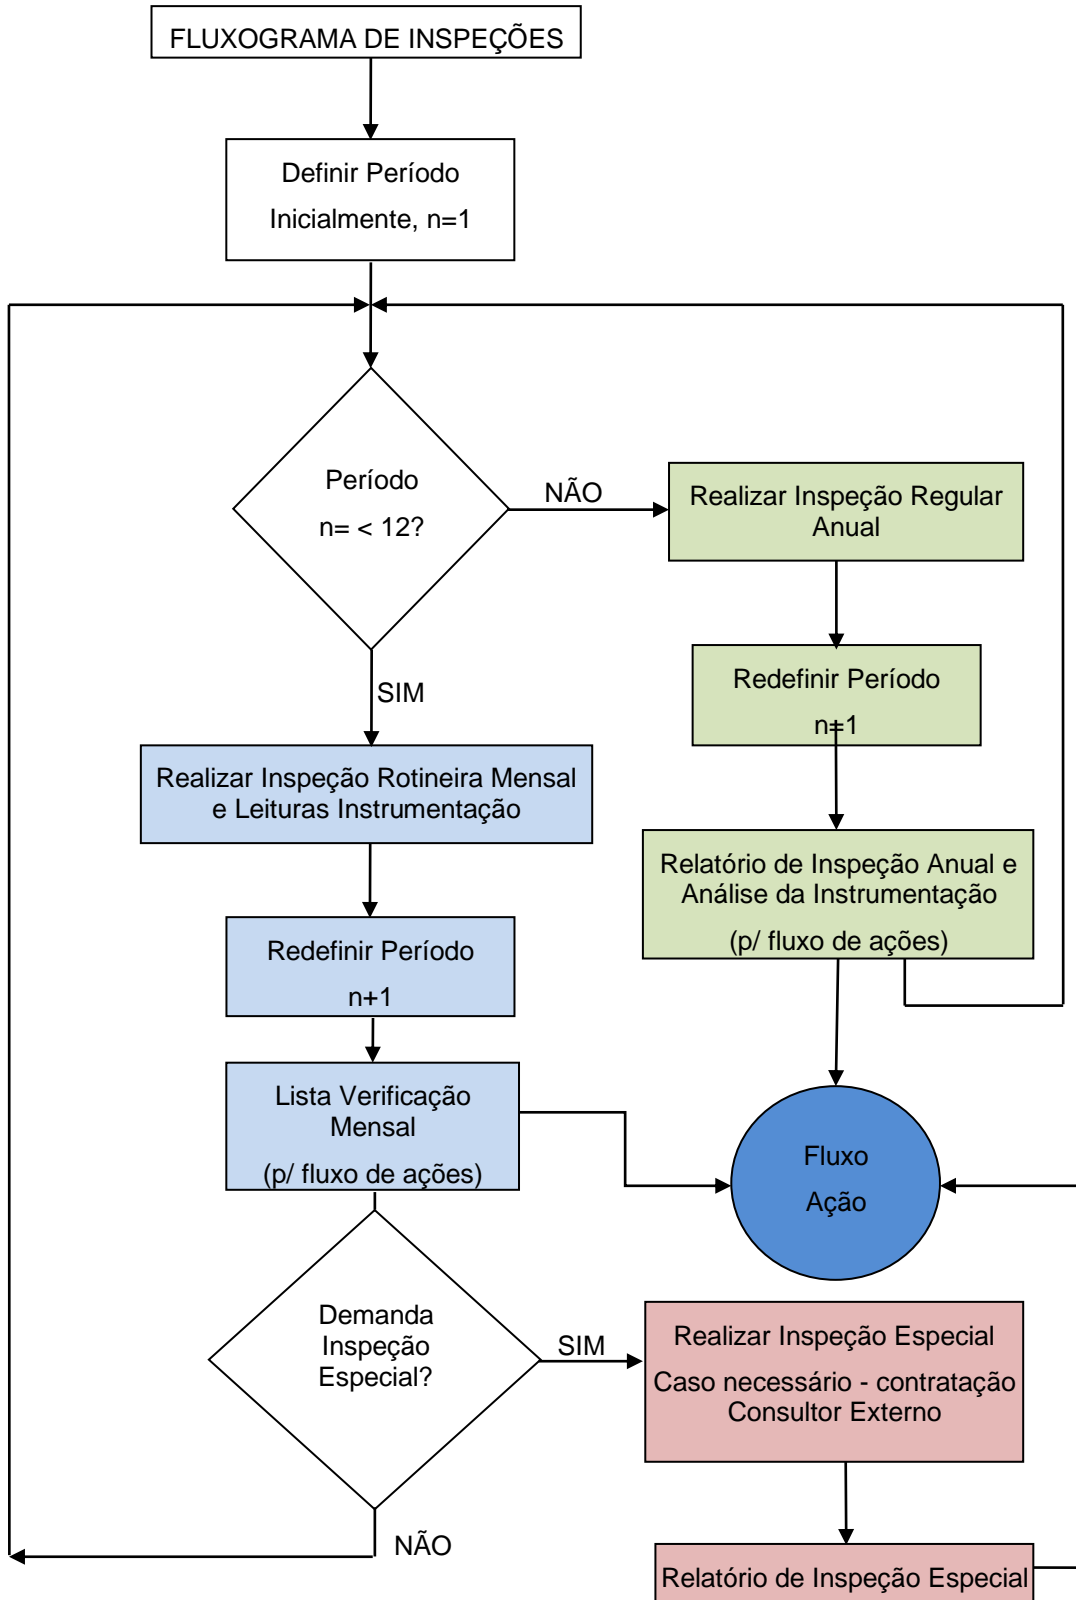 FLUXOGRAMA DE INSPEÇÕES
Definir Período
Inicialmente, n=1
Período
n= < 12?
NÃO
Realizar Inspeção Regular
Anual
SIM
Redefinir Período
n=1
Realizar Inspeção Rotineira Mensal
e Leituras Instrumentação
Relatório de Inspeção Anual e
Análise da Instrumentação
(p/ fluxo de ações)
Redefinir Período
n+1
Lista Verificação
Mensal
(p/ fluxo de ações)
Fluxo
Ação
Demanda
Inspeção
Especial?
SIM
Realizar Inspeção Especial
Caso necessário - contratação
Consultor Externo
NÃO
Relatório de Inspeção Especial